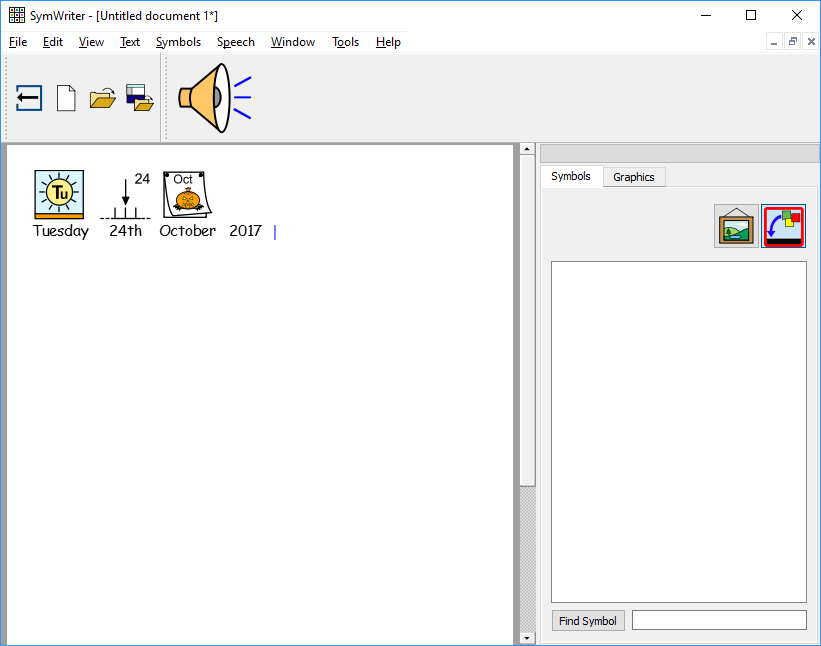 SymWriter - [Untitled document 1*]
File Edit View Text Symbols Speech Window Tools Help
Tu 24 Oct
Tuesday 24th October 2017
Symbols Graphics
Find Symbol